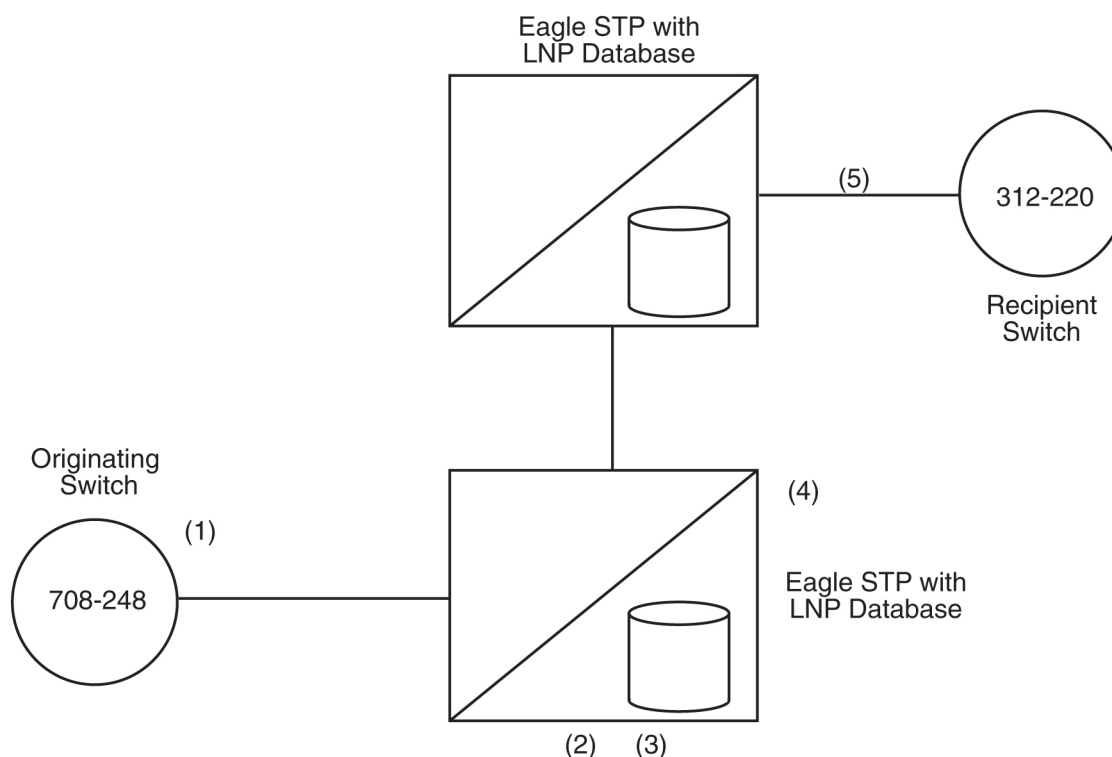 Eagle STP with
LNP Database
(5)
312-220
Recipient
Switch
Originating
Switch
(1)
(4)
708-248
Eagle STP with
LNP Database
(2) (3)